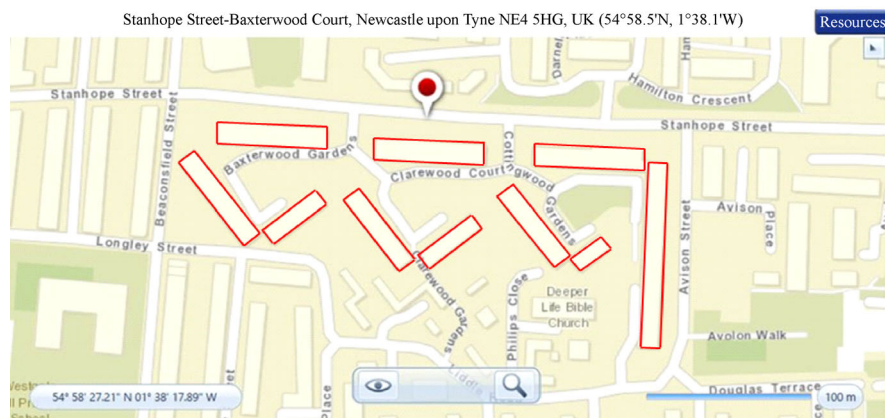 Stanhope Street-Baxterwood Court, Newcastle upon Tyne NE4 5HG, UK (54°58.5'N, 1°38.1'W)
Resources
Hamilton Crescent
Stanhope Street
Stanhope Street
Beaconsfield Street
Baxterwood Gardens
Clarewood Court
Collingwood Gardens
Avison Street
Avison Place
Longley Street
Clarewood Gardens
Philips Close
Deeper
Life Bible
Church
Avolon Walk
Douglas Terrace
Place
54° 58' 27.21" N 01° 38' 17.89" W
100 m